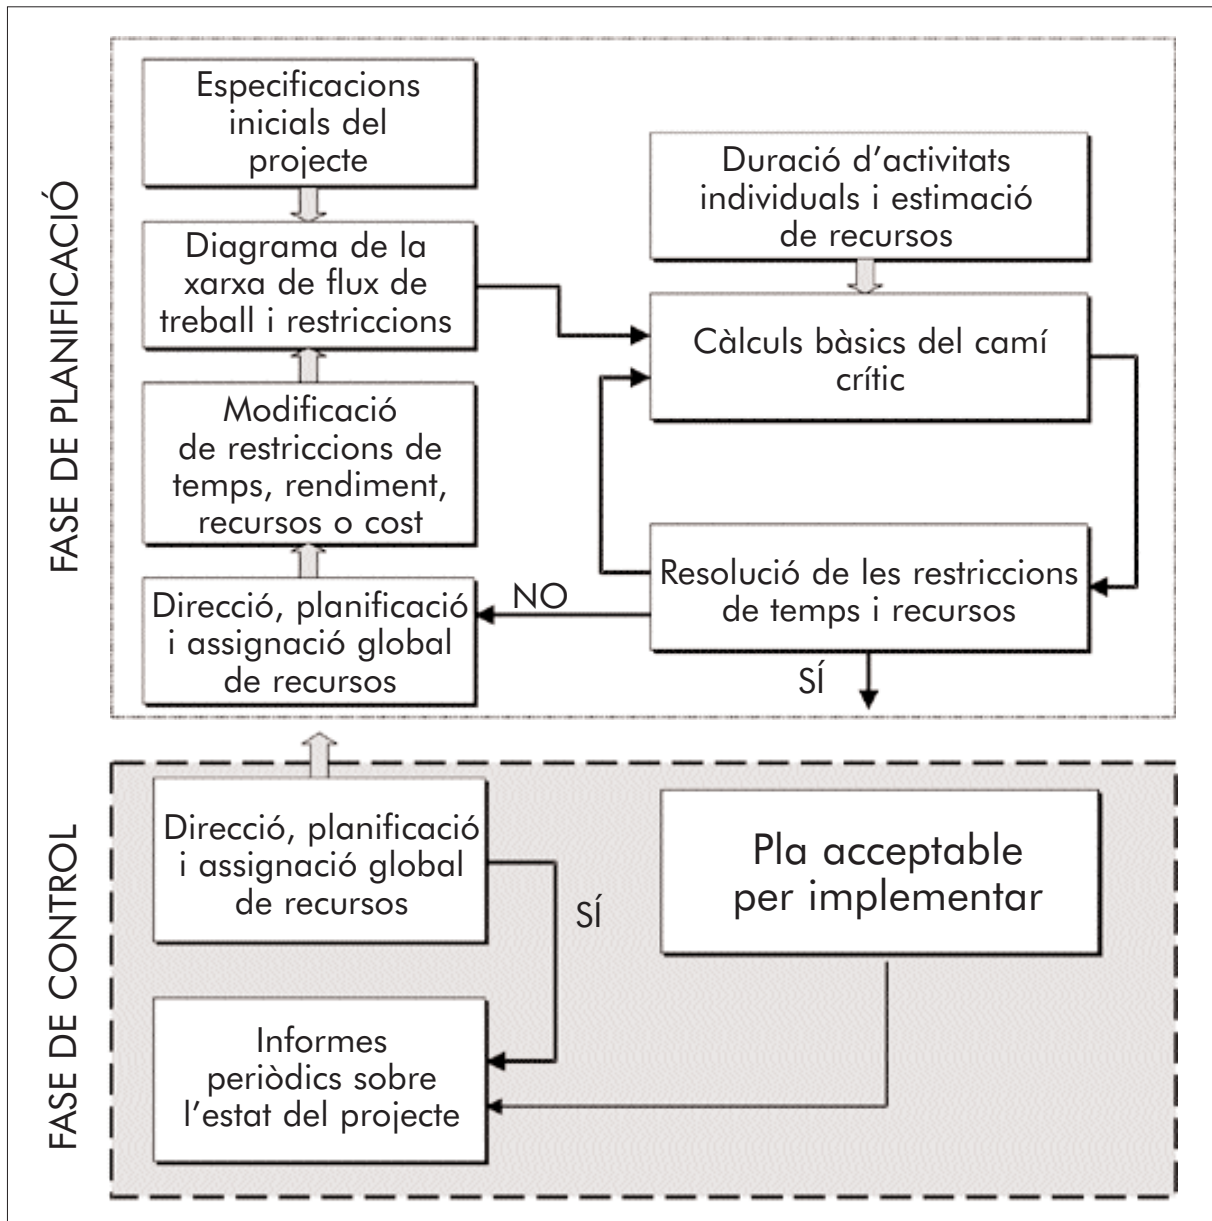 FASE DE PLANIFICACIÓ
Especificacions
inicials del
projecte
Diagrama de la
xarxa de flux de
treball i restriccions
Modificació
de restriccions de
temps, rendiment,
recursos o cost
Direcció, planificació
i assignació global
de recursos
Duració d'activitats
individuals i estimació
de recursos
Càlculs bàsics del camí
crític
Resolució de les restriccions
de temps i recursos
NO
SÍ
FASE DE CONTROL
Direcció, planificació
i assignació global
de recursos
SÍ
Pla acceptable
per implementar
Informes
periòdics sobre
l'estat del projecte